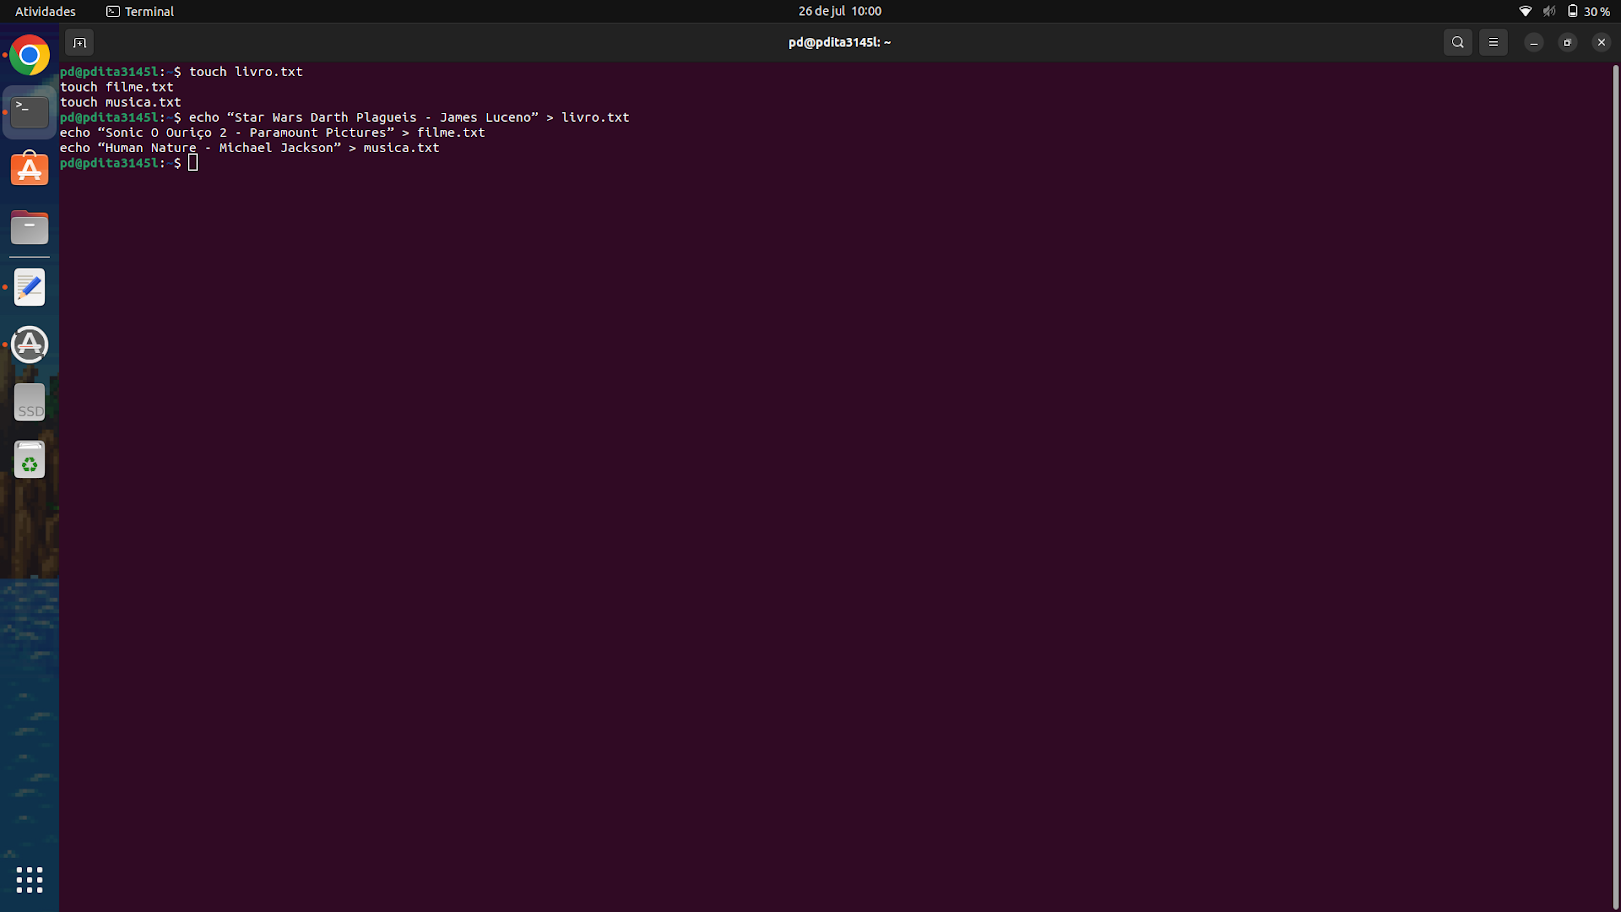 Atividades Terminal 26 de jul 10:00 30 %
pd@pdita3145l: ~
pd@pdita3145l:~$ touch livro.txt
touch filme.txt
touch musica.txt
pd@pdita3145l:~$ echo “Star Wars Darth Plagueis - James Luceno” > livro.txt
echo “Sonic O Ouriço 2 - Paramount Pictures” > filme.txt
echo “Human Nature - Michael Jackson” > musica.txt
pd@pdita3145l:~$
SSD